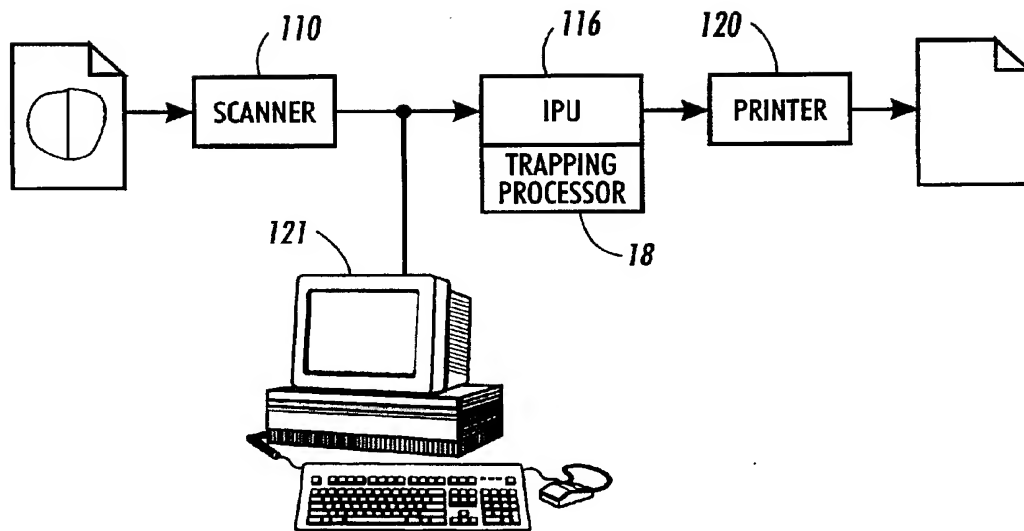 110
116
120
SCANNER
IPU
PRINTER
TRAPPING
PROCESSOR
121
18